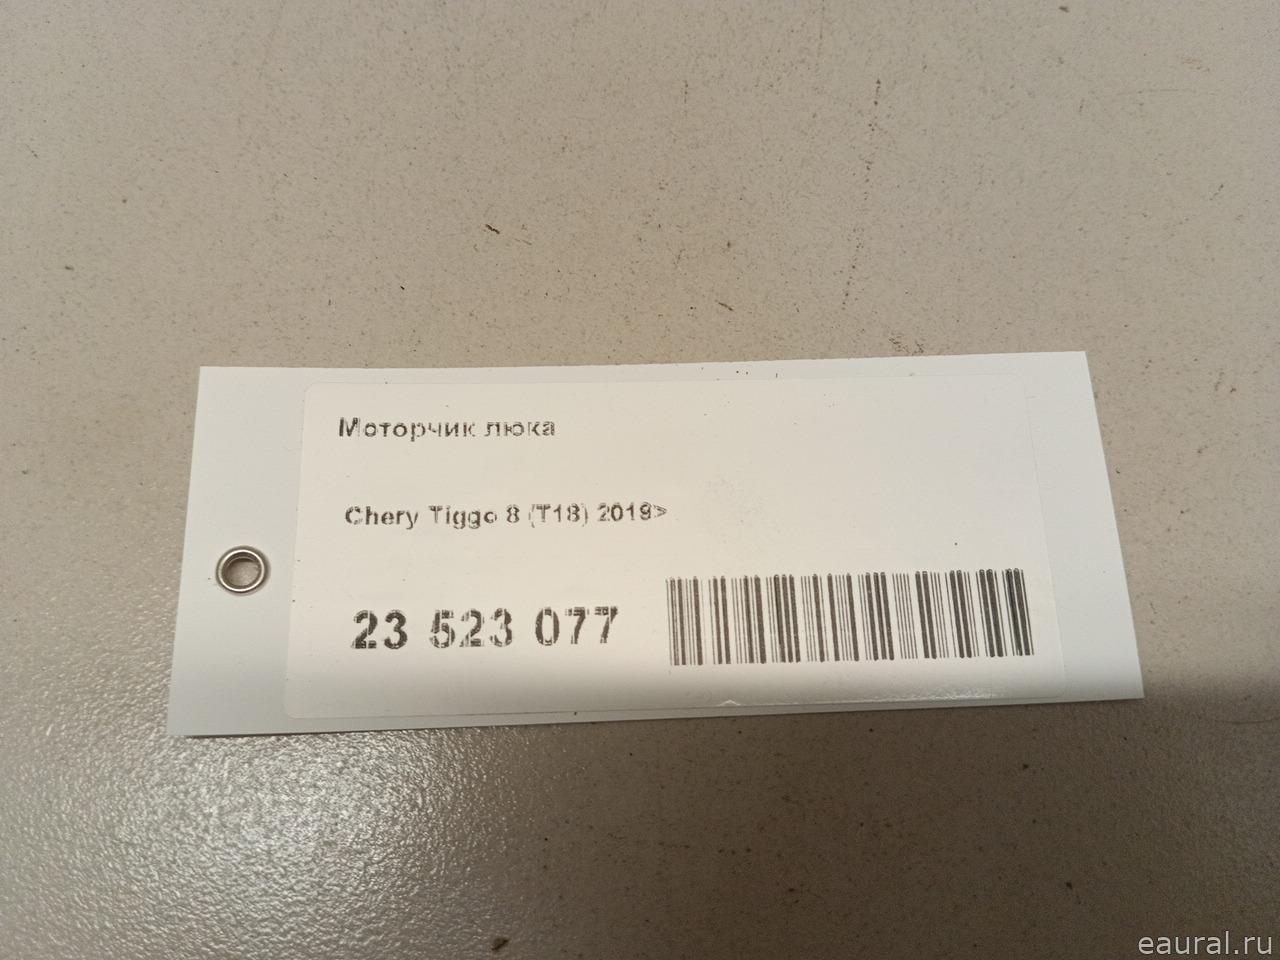 Моторчик люка
Chery Tiggo 8 (T18) 2019>
23 523 077
eaural.ru